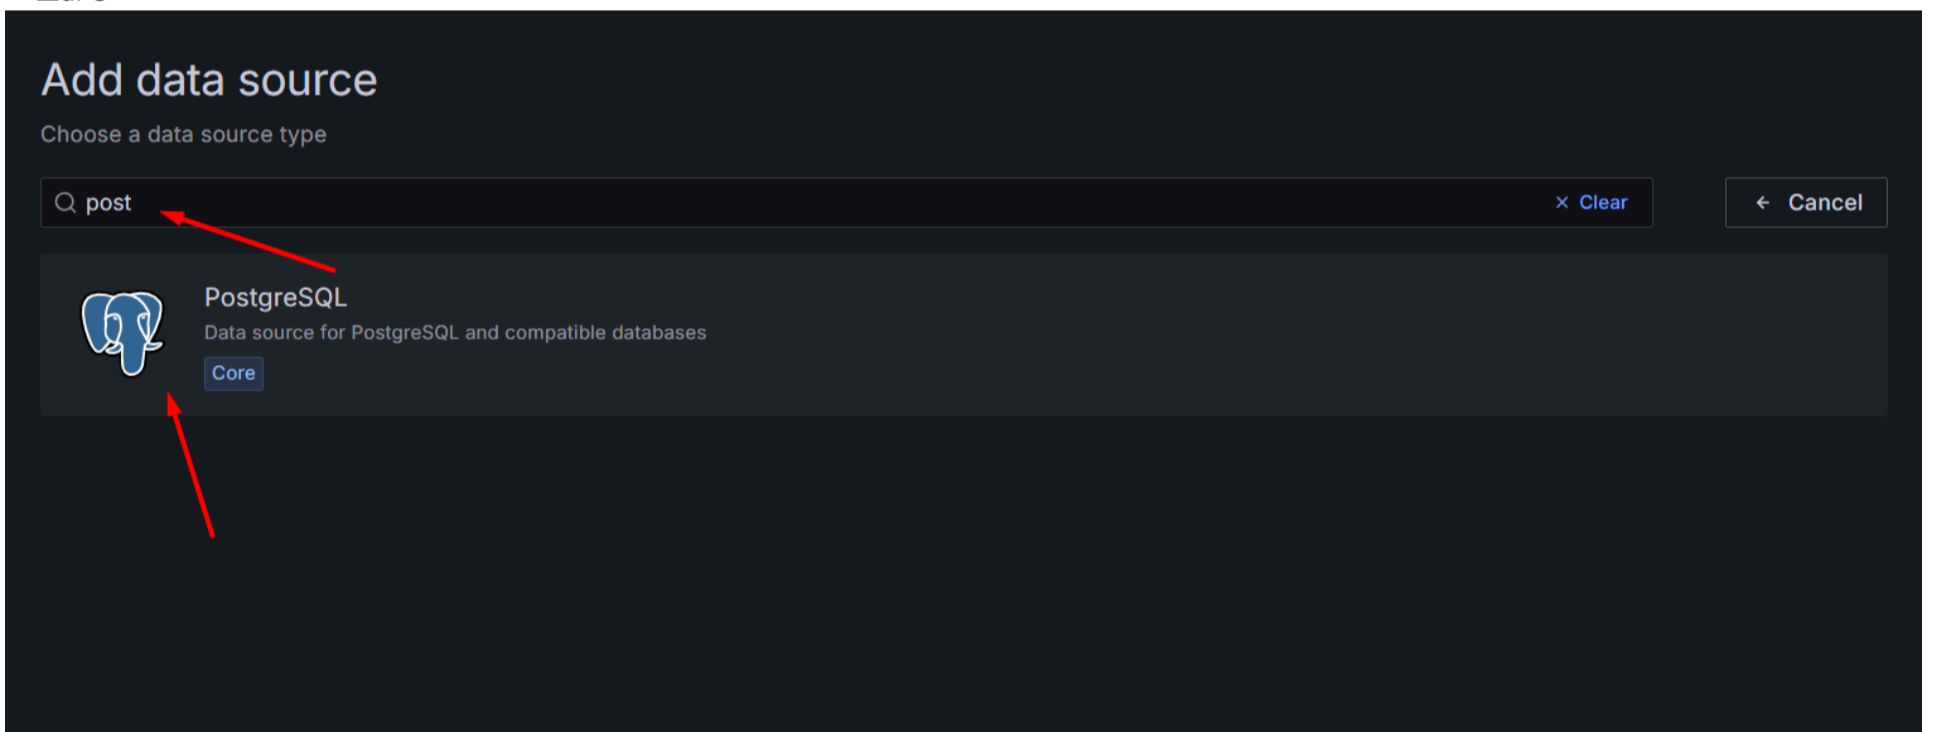 Add data source
Choose a data source type
post
Clear
Cancel
PostgreSQL
Data source for PostgreSQL and compatible databases
Core